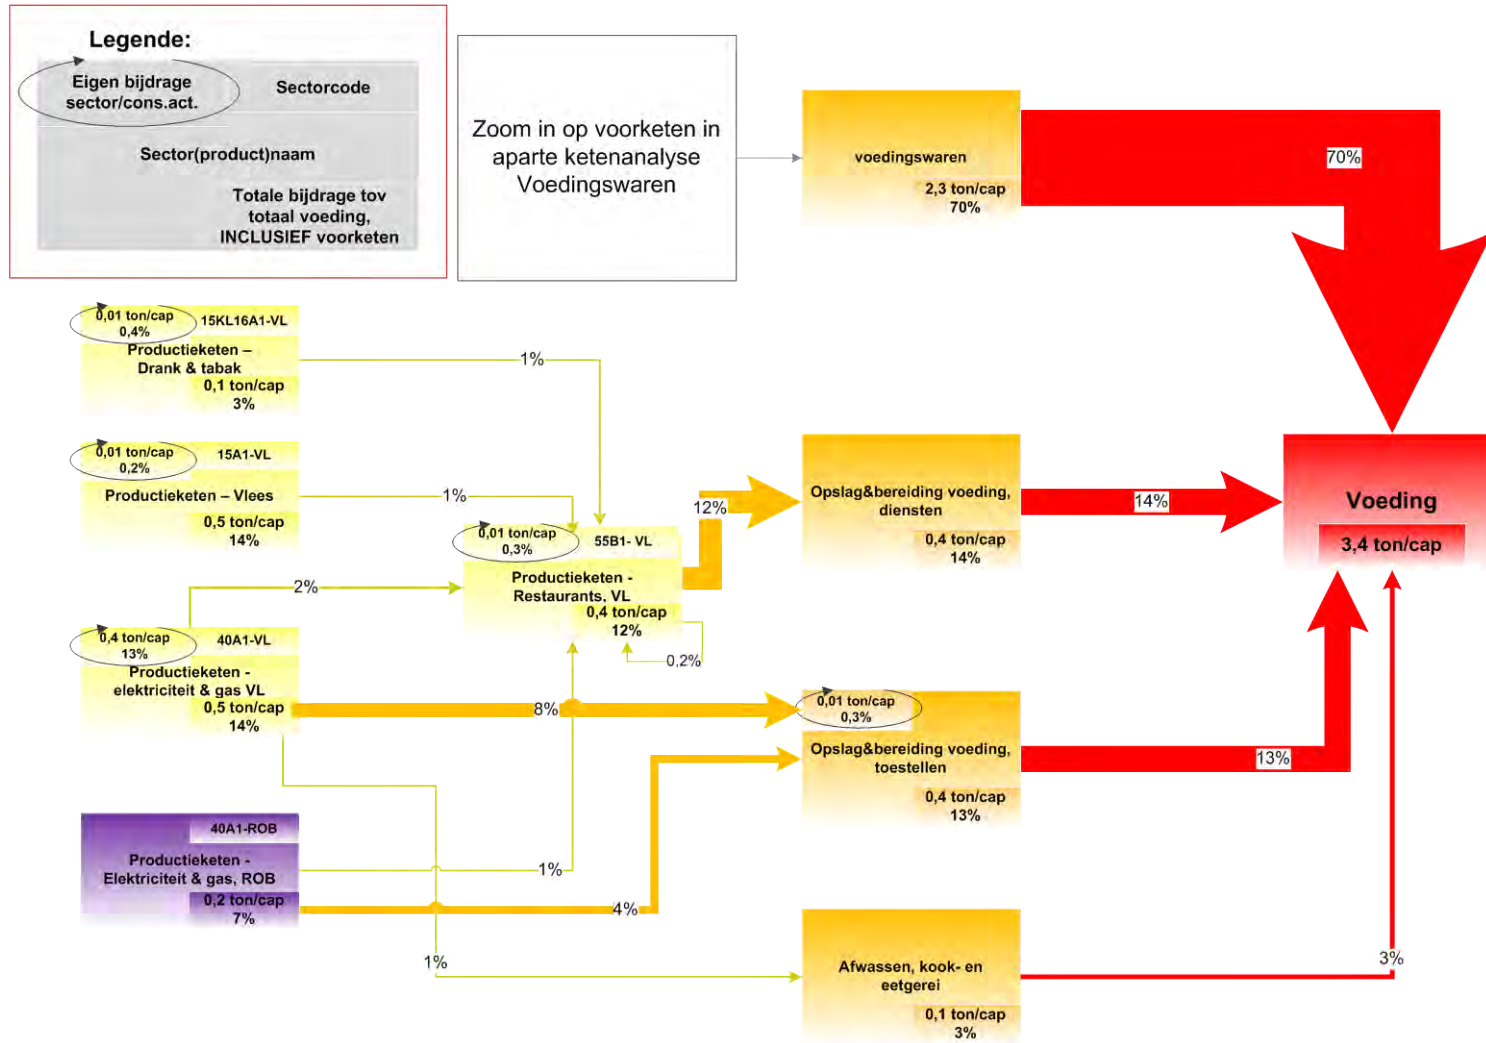 Legende:
Eigen bijdrage
sector/cons.act.
Sectorcode
Sector(product)naam
Totale bijdrage tov
totaal voeding,
INCLUSIEF voorketen
Zoom in op voorketen in
aparte ketenanalyse
Voedingswaren
voedingswaren
2,3 ton/cap
70%
70%
0,01 ton/cap
0,4%
15KL16A1-VL
Productieketen –
Drank & tabak
0,1 ton/cap
3%
1%
0,01 ton/cap
0,2%
15A1-VL
Productieketen – Vlees
0,5 ton/cap
14%
1%
0,01 ton/cap
0,3%
55B1- VL
Productieketen -
Restaurants, VL
0,4 ton/cap
12%
0,2%
12%
Opslag&bereiding voeding,
diensten
0,4 ton/cap
14%
14%
Voeding
3,4 ton/cap
2%
0,4 ton/cap
13%
40A1-VL
Productieketen -
elektriciteit & gas VL
0,5 ton/cap
14%
8%
0,01 ton/cap
0,3%
Opslag&bereiding voeding,
toestellen
0,4 ton/cap
13%
13%
40A1-ROB
Productieketen -
Elektriciteit & gas, ROB
0,2 ton/cap
7%
1%
4%
1%
Afwassen, kook- en
eetgerei
0,1 ton/cap
3%
3%